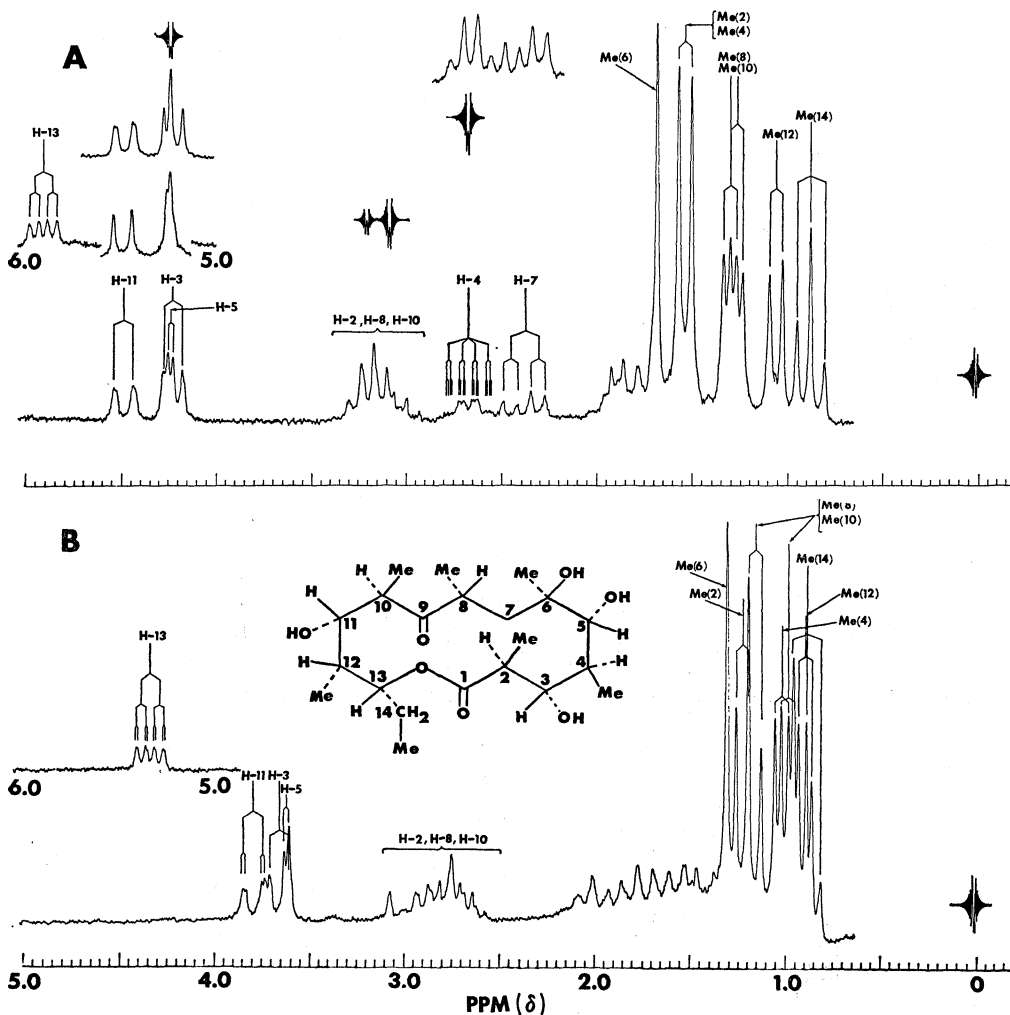 A
Me(2)
Me(4)
Me(6)
Me(8)
Me(10)
Me(12)
Me(14)
H-13
6.0
5.0
H-11
H-3
H-5
H-2, H-8, H-10
H-4
H-7
B
Me(8)
Me(10)
Me(6)
Me(14)
Me(2)
Me(12)
Me(4)
H Me Me H Me OH
10 9 8 7 6 OH
H 11 O 5 H
HO H Me
H 12 O 1 2 4 H
Me 13 3 Me
H 14 CH2 O H OH
Me
H-13
6.0
5.0
H-11 H-3
H-5
H-2, H-8, H-10
5.0 4.0 3.0 2.0 1.0 0
PPM (δ)